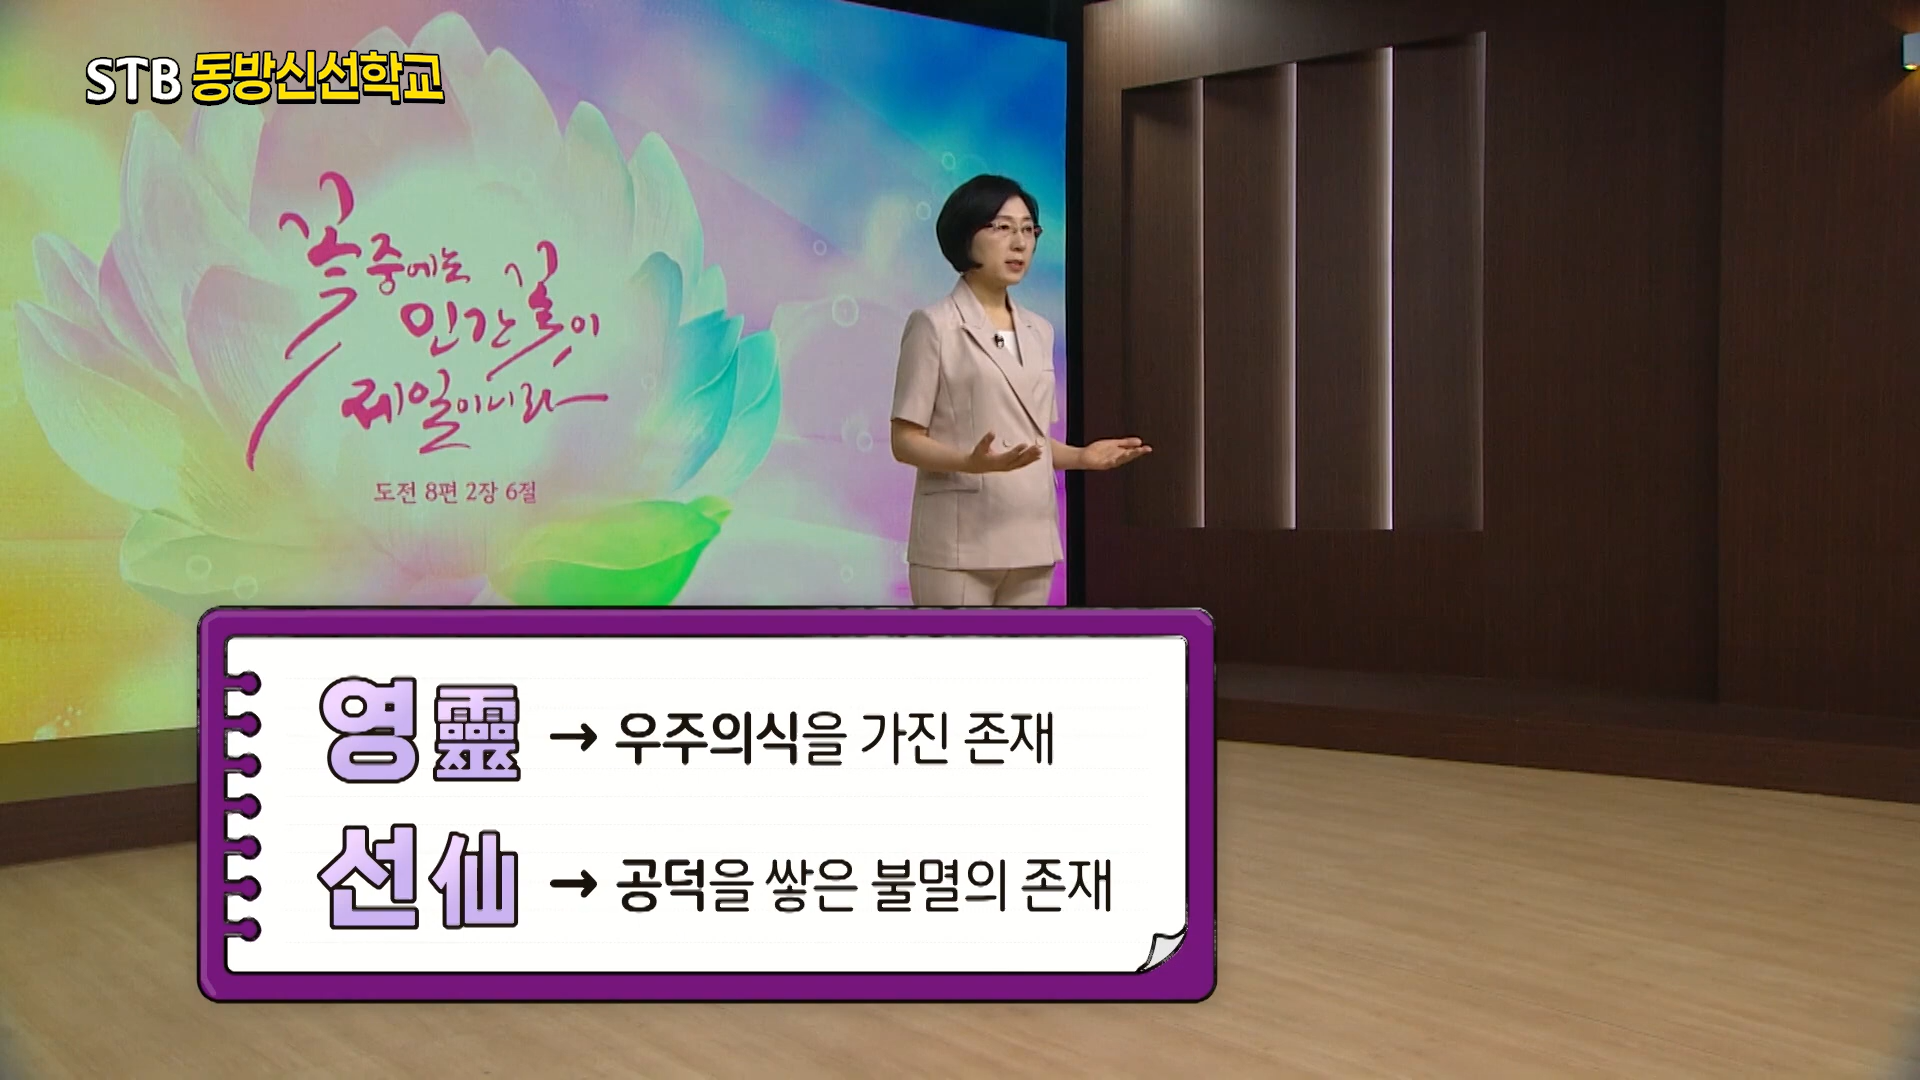 STB 동방신선학교
꽃 중에는
인간 꽃이
제일이니라
도전 8편 2장 6절
영靈 → 우주의식을 가진 존재
선仙 → 공덕을 쌓은 불멸의 존재